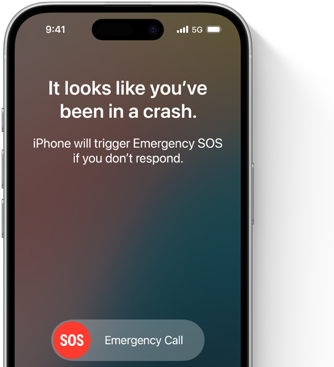 9:41 5G
It looks like you've
been in a crash.
iPhone will trigger Emergency SOS
if you don't respond.
SOS Emergency Call